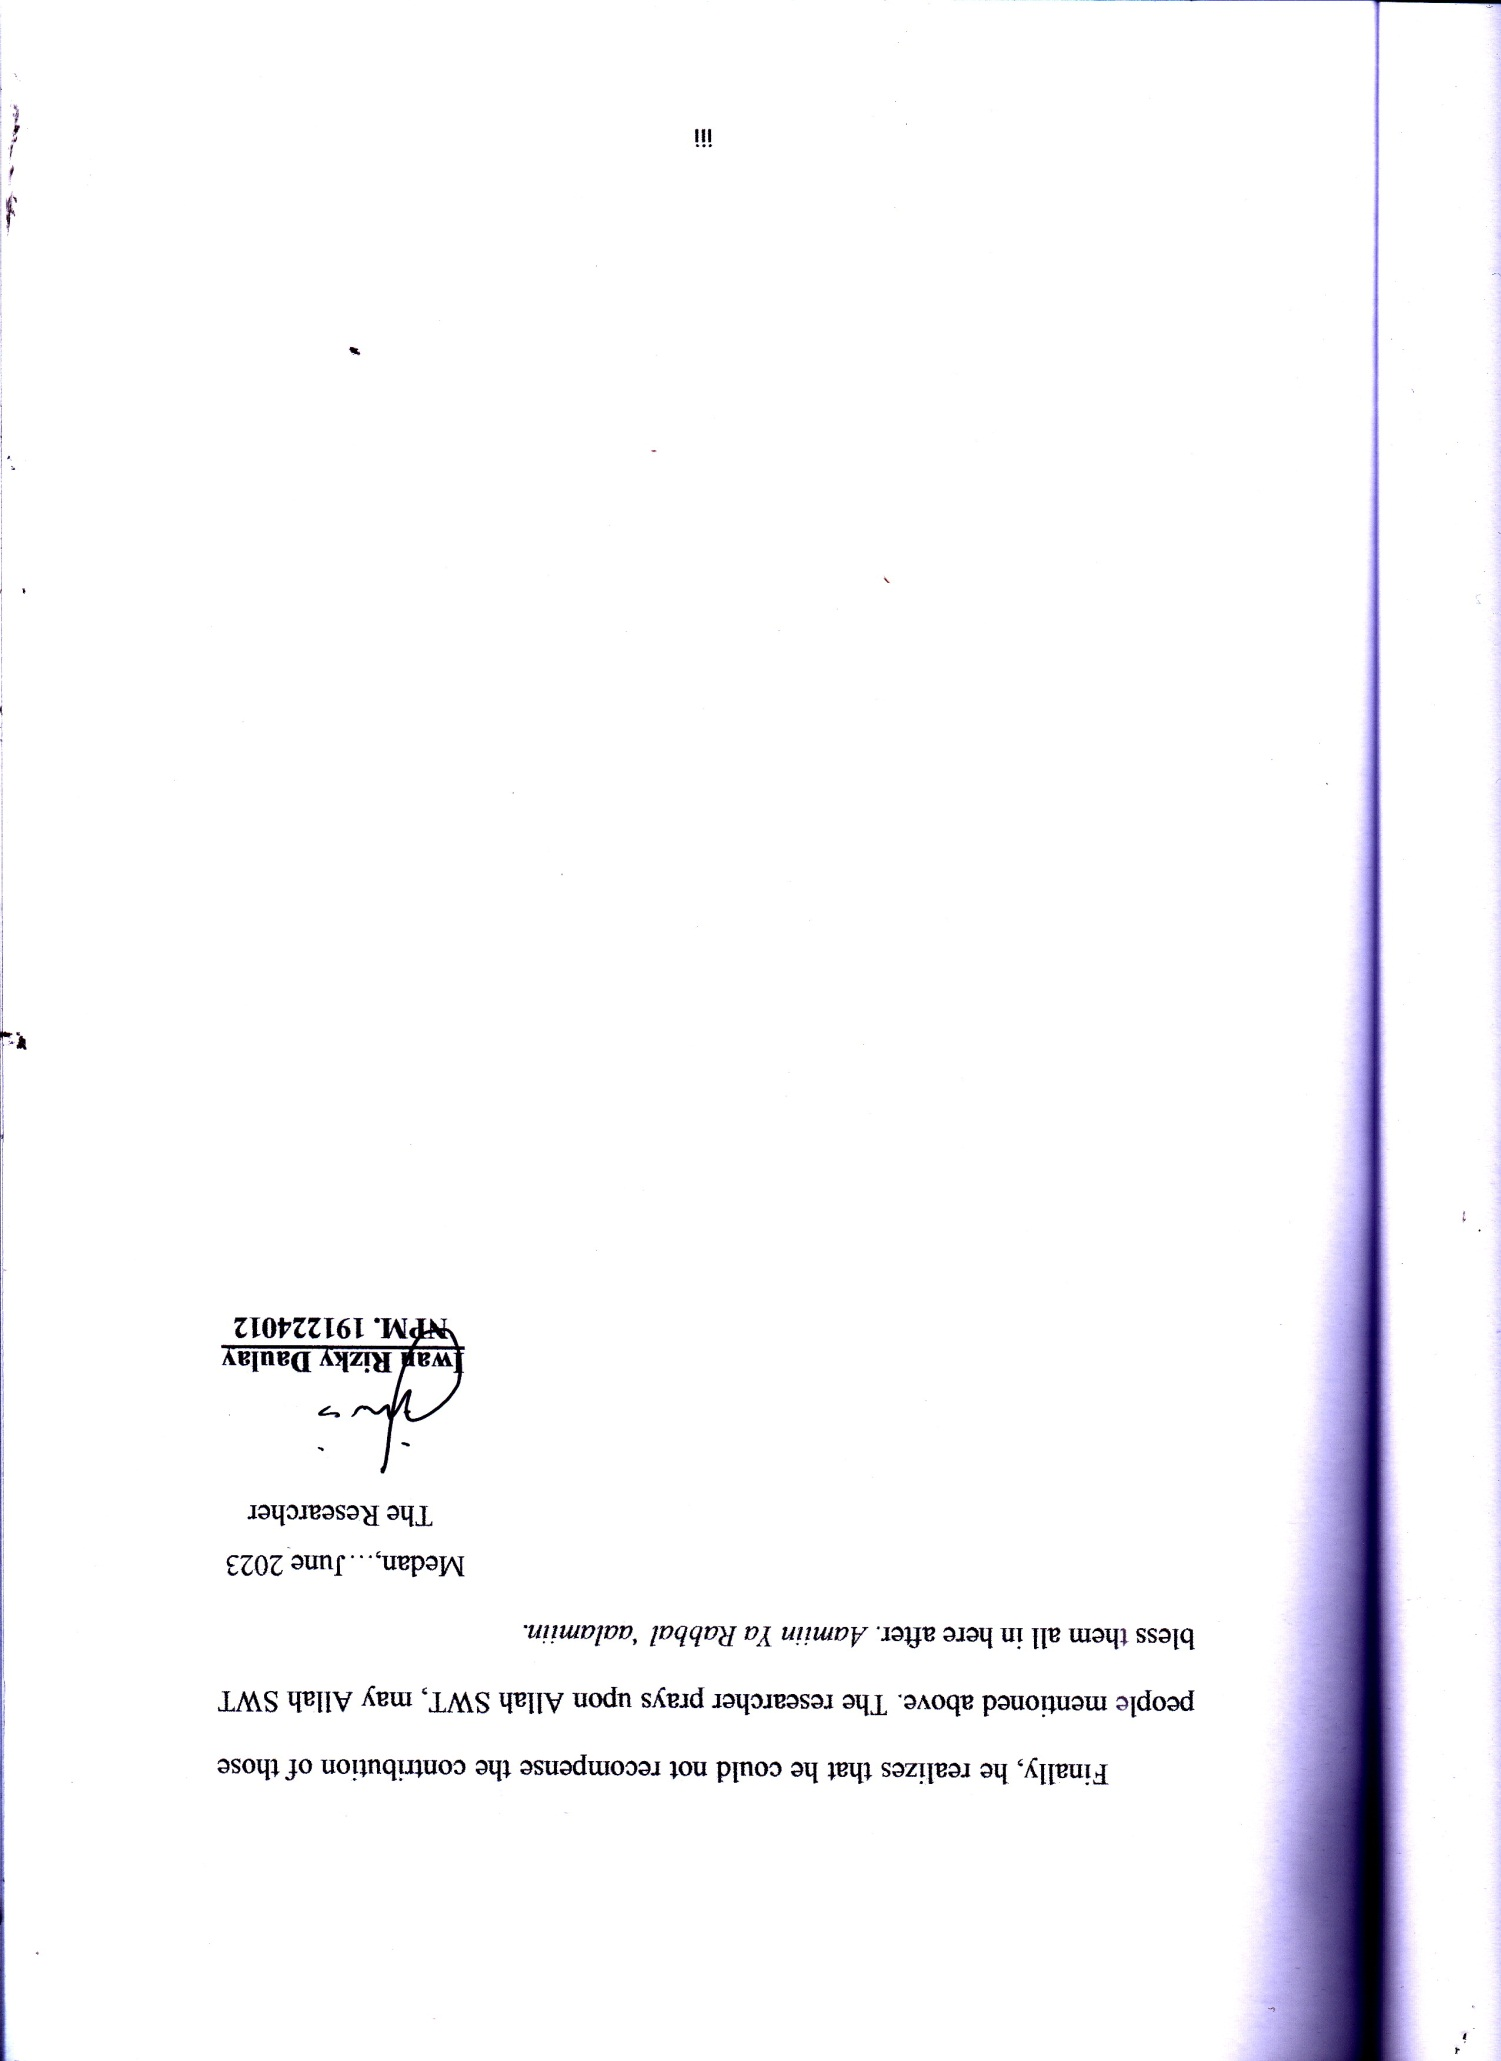 Finally, he realizes that he could not recompense the contribution of those
people mentioned above. The researcher prays upon Allah SWT, may Allah SWT
bless them all in here after. Aamiin Ya Rabbal 'aalamiin.
Medan,…June 2023
The Researcher
Iwan Rizky Daulay
NPM. 191224012
iii